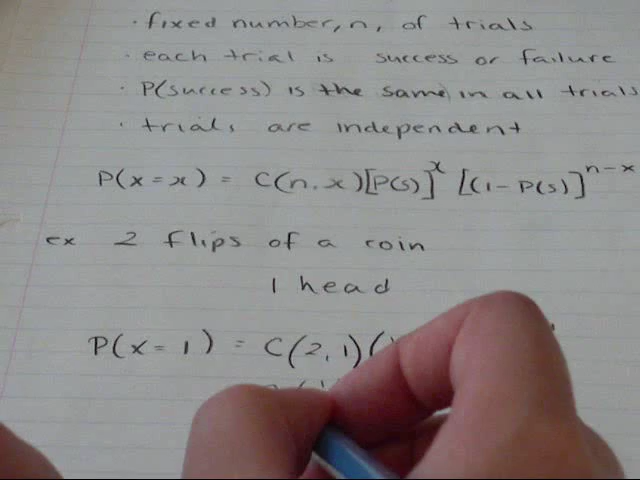 · fixed number, n, of trials
· each trial is success or failure
· P(success) is the same in all trials
· trials are independent
P(x=x) = C(n,x)[P(s)]^x [(1-P(s)]^n-x
ex 2 flips of a coin
1 head
P(x=1) = C(2,1)(